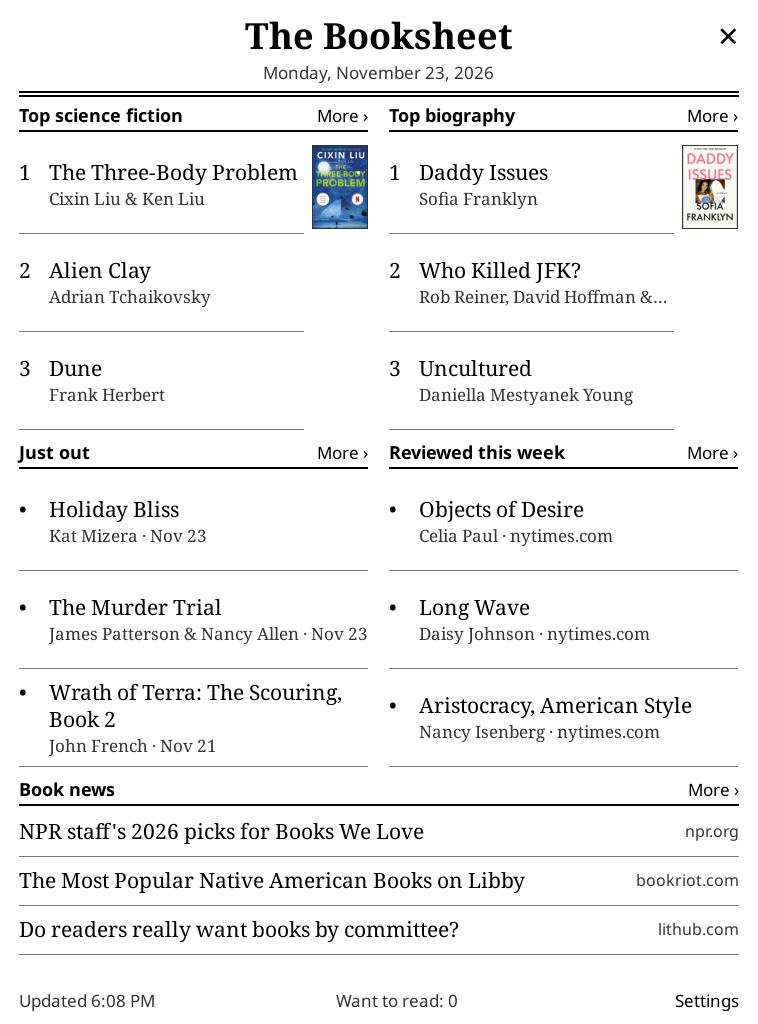 The Booksheet
✕
Monday, November 23, 2026
Top science fiction
More ›
1 The Three-Body Problem
Cixin Liu & Ken Liu
CIXIN LIU
THE
THREE-BODY
PROBLEM
2 Alien Clay
Adrian Tchaikovsky
3 Dune
Frank Herbert
Top biography
More ›
1 Daddy Issues
Sofia Franklyn
DADDY
ISSUES
SOFIA
FRANKLYN
2 Who Killed JFK?
Rob Reiner, David Hoffman &…
3 Uncultured
Daniella Mestyanek Young
Just out
More ›
• Holiday Bliss
Kat Mizera · Nov 23
• The Murder Trial
James Patterson & Nancy Allen · Nov 23
• Wrath of Terra: The Scouring,
Book 2
John French · Nov 21
Reviewed this week
More ›
• Objects of Desire
Celia Paul · nytimes.com
• Long Wave
Daisy Johnson · nytimes.com
• Aristocracy, American Style
Nancy Isenberg · nytimes.com
Book news
More ›
NPR staff's 2026 picks for Books We Love
npr.org
The Most Popular Native American Books on Libby
bookriot.com
Do readers really want books by committee?
lithub.com
Updated 6:08 PM
Want to read: 0
Settings